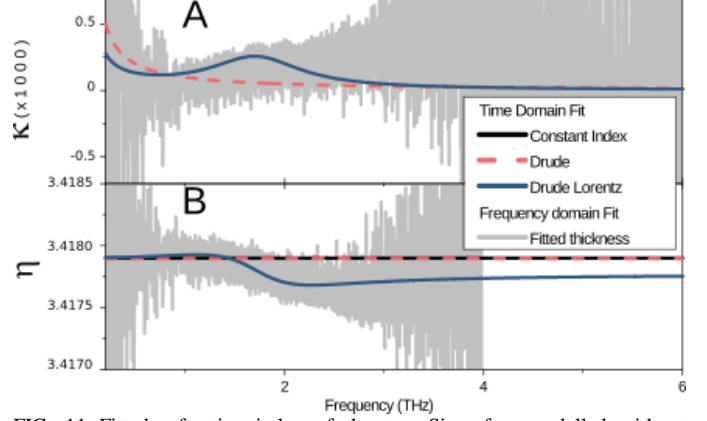 A
0.5
0
-0.5
κ (x1000)
Time Domain Fit
Constant Index
Drude
Drude Lorentz
Frequency domain Fit
Fitted thickness
3.4185
B
3.4180
3.4175
3.4170
η
2
4
6
Frequency (THz)